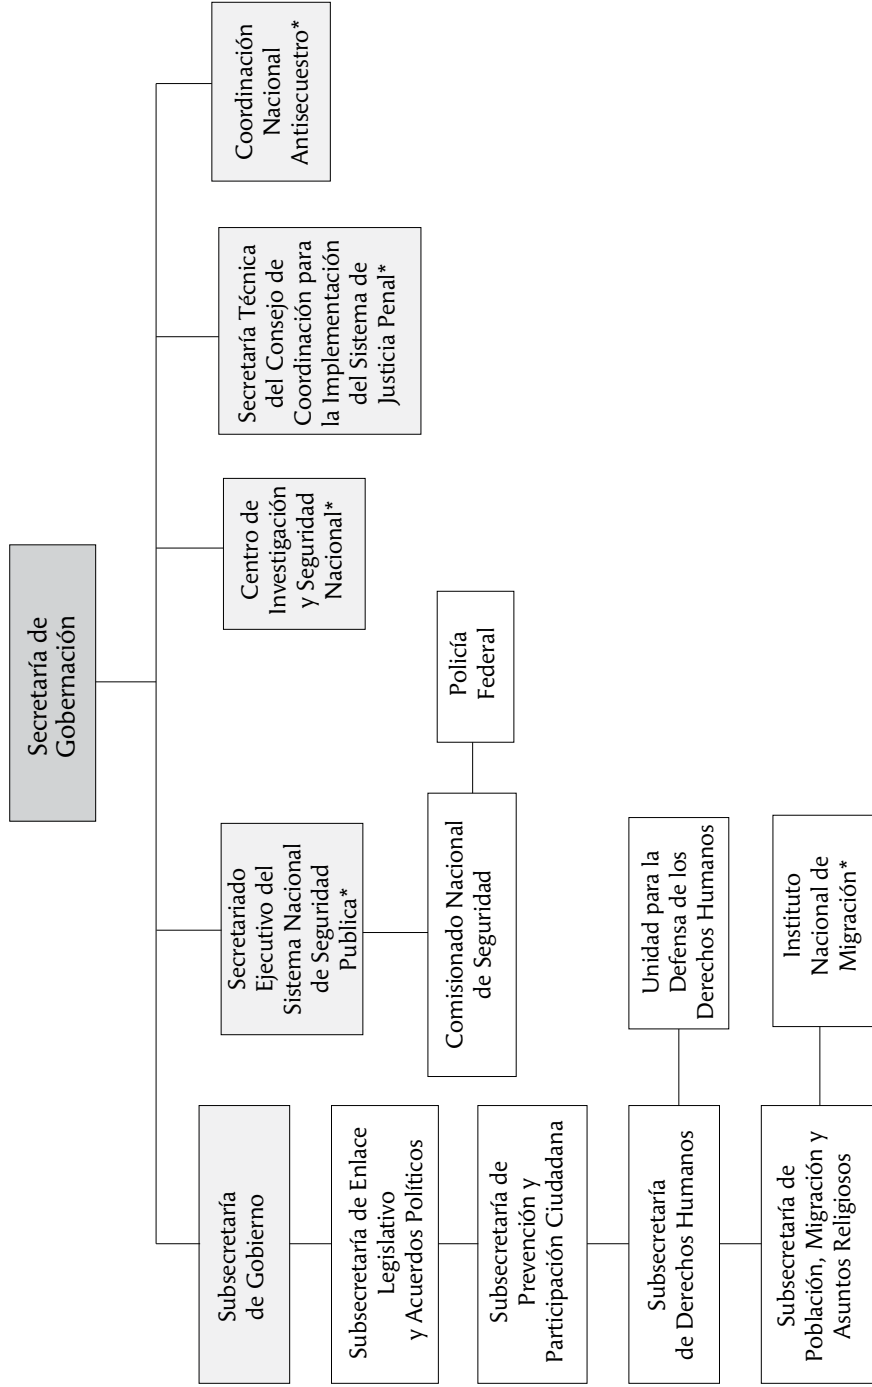 Secretaría de
Gobernación
Subsecretaría
de Gobierno
Subsecretaría de Enlace
Legislativo
y Acuerdos Políticos
Subsecretaría de
Prevención y
Participación Ciudadana
Subsecretaría
de Derechos Humanos
Unidad para la
Defensa de los
Derechos Humanos
Subsecretaría de
Población, Migración y
Asuntos Religiosos
Instituto
Nacional de
Migración*
Secretariado
Ejecutivo del
Sistema Nacional
de Seguridad
Publica*
Comisionado Nacional
de Seguridad
Policía
Federal
Centro de
Investigación
y Seguridad
Nacional*
Secretaría Técnica
del Consejo de
Coordinación para
la Implementación
del Sistema de
Justicia Penal*
Coordinación
Nacional
Antisecuestro*